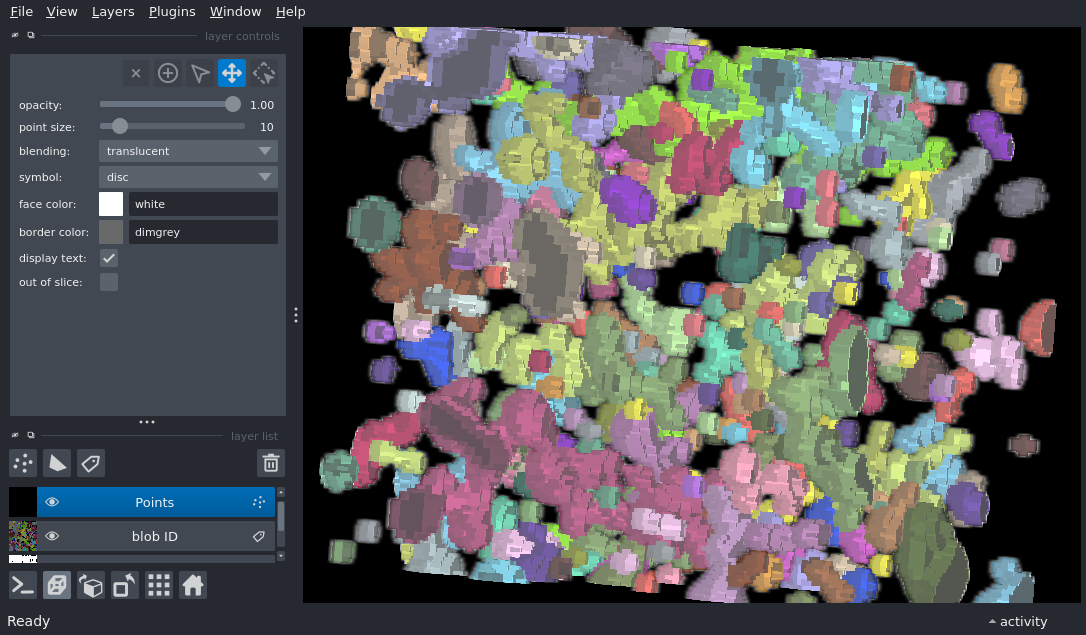 File View Layers Plugins Window Help
layer controls
opacity: 1.00
point size: 10
blending: translucent
symbol: disc
face color: white
border color: dimgrey
display text:
out of slice:
layer list
Points
blob ID
Ready
activity